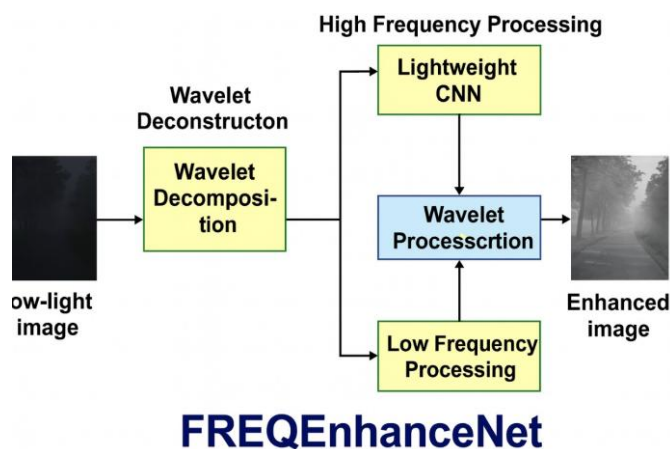 High Frequency Processing
Lightweight
CNN
Wavelet
Deconstructon
Wavelet
Decomposi-
tion
Wavelet
Processcrtion
ow-light
image
Enhanced
image
Low Frequency
Processing
FREQEnhanceNet